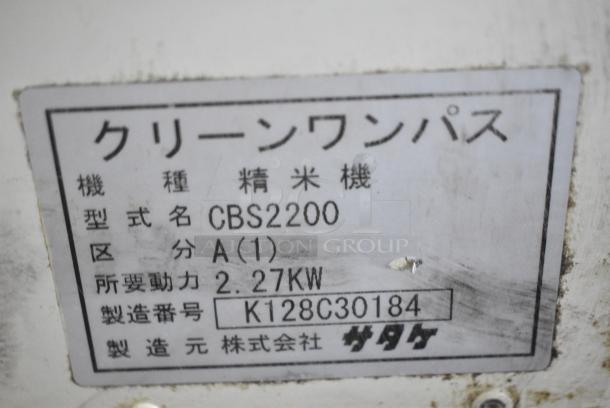 クリーンワンパス
機種 精米機
型式名 CBS2200
区分 A(1)
所要動力 2.27KW
製造番号 K128C30184
製造元 株式会社 サタケ
AUCTION GROUP